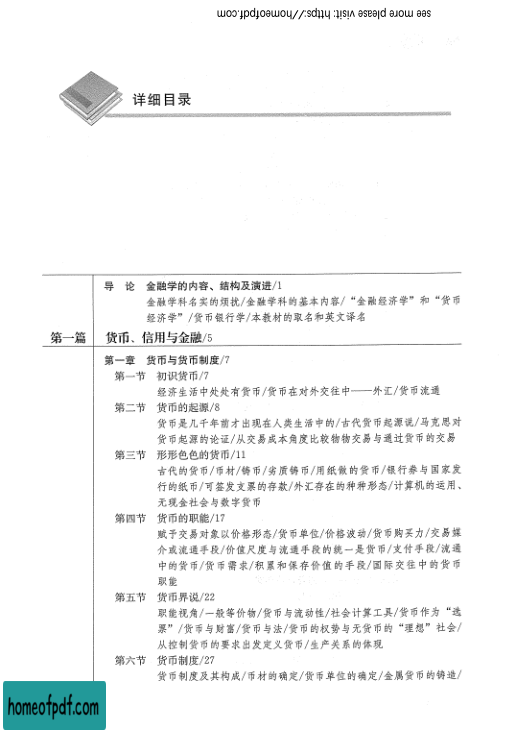 see more please visit: https://homeofpdf.com
详细目录
导 论 金融学的内容、结构及演进/1
金融学科名实的烦扰/金融学科的基本内容/“金融经济学”和“货币
经济学”/货币银行学/本教材的取名和英文译名
第一篇 货币、信用与金融/5
第一章 货币与货币制度/7
第一节 初识货币/7
经济生活中处处有货币/货币在对外交往中——外汇/货币流通
第二节 货币的起源/8
货币是几千年前才出现在人类生活中的/古代货币起源说/马克思对
货币起源的论证/从交易成本角度比较物物交易与通过货币的交易
第三节 形形色色的货币/11
古代的货币/币材/铸币/劣质铸币/用纸做的货币/银行券与国家发
行的纸币/可签发支票的存款/外汇存在的种种形态/计算机的运用、
无现金社会与数字货币
第四节 货币的职能/17
赋予交易对象以价格形态/货币单位/价格波动/货币购买力/交易媒
介或流通手段/价值尺度与流通手段的统一是货币/支付手段/流通
中的货币/货币需求/积累和保存价值的手段/国际交往中的货币
职能
第五节 货币界说/22
职能视角/一般等价物/货币与流动性/社会计算工具/货币作为“选
票”/货币与财富/货币与法/货币的权势与无货币的“理想”社会/
从控制货币的要求出发定义货币/生产关系的体现
第六节 货币制度/27
货币制度及其构成/币材的确定/货币单位的确定/金属货币的铸造/
homeofpdf.com